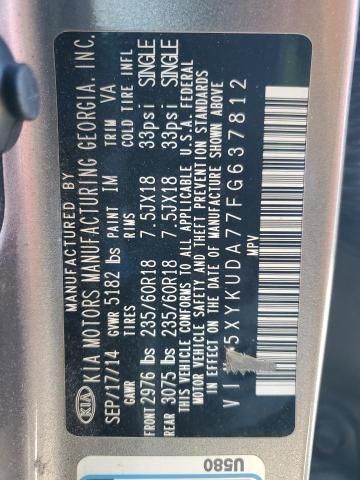 KIA
MANUFACTURED BY
KIA MOTORS MANUFACTURING GEORGIA, INC.
SEP/17/14 GVWR 5182 lbs PAINT IM TRIM VA
GAWR TIRES RIMS COLD TIRE INFL
FRONT 2976 lbs 235/60R18 7.5JX18 33psi SINGLE
REAR 3075 lbs 235/60R18 7.5JX18 33psi SINGLE
THIS VEHICLE CONFORMS TO ALL APPLICABLE U.S.A. FEDERAL
MOTOR VEHICLE SAFETY AND THEFT PREVENTION STANDARDS
IN EFFECT ON THE DATE OF MANUFACTURE SHOWN ABOVE.
5XYKUDA77FG637812
MPV
U580